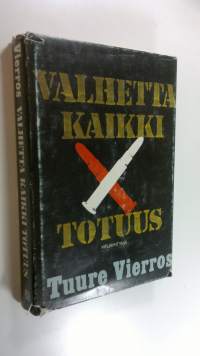 VALHETTA
KAIKKI
TOTUUS
Tuure Vierros
Vierros VALHETTA KAIKKI TOTUUS